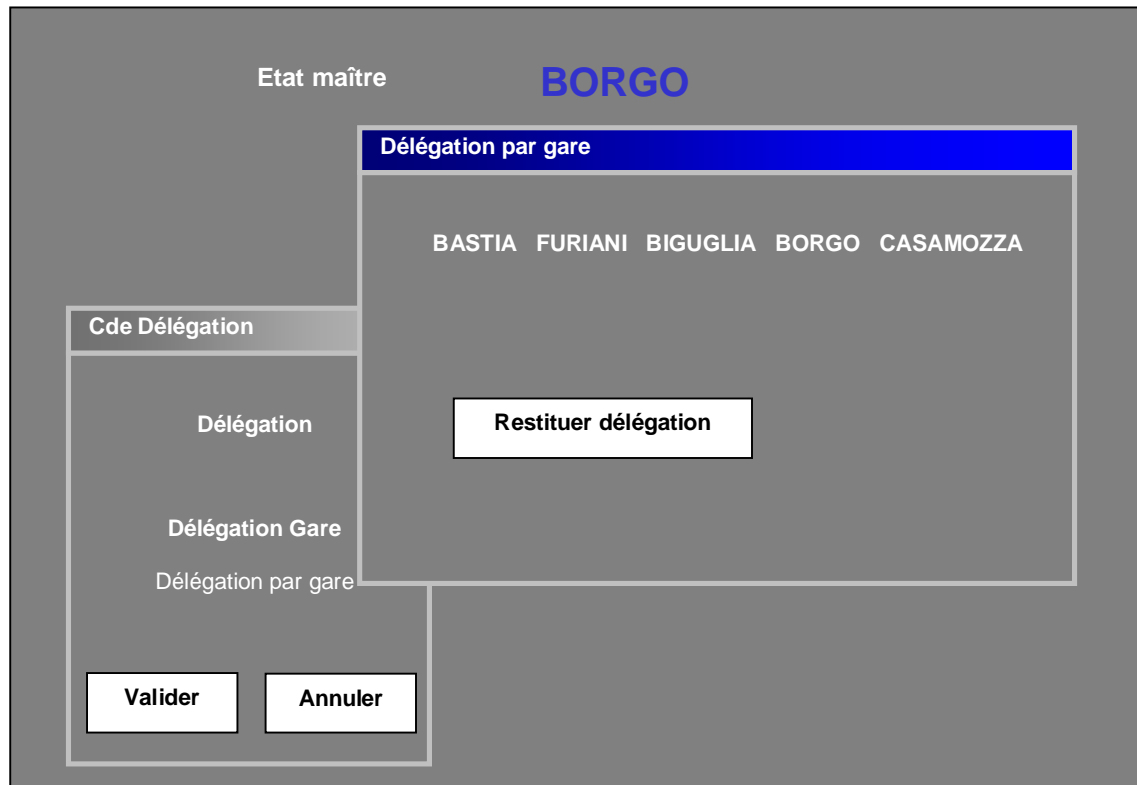 Etat maître BORGO
Délégation par gare
BASTIA FURIANI BIGUGLIA BORGO CASAMOZZA
Restituer délégation
Cde Délégation
Délégation
Délégation Gare
Délégation par gare
Valider Annuler